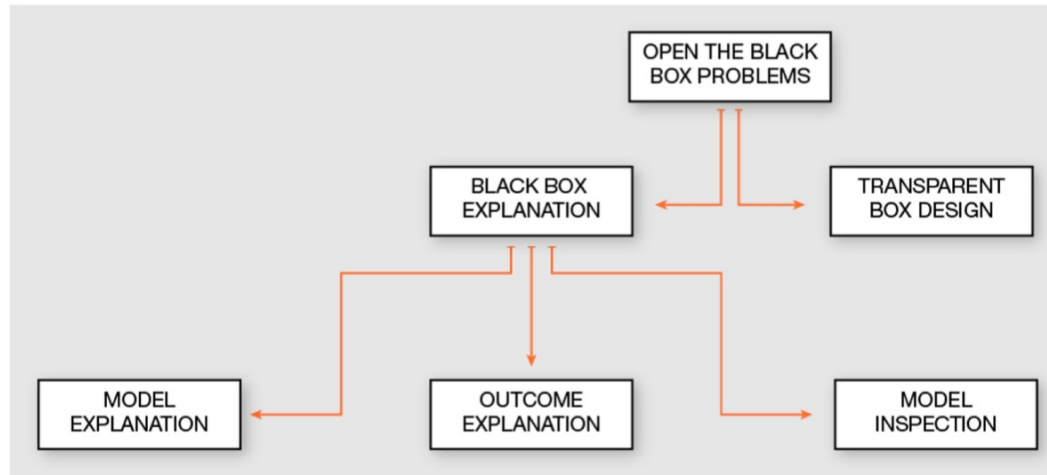 OPEN THE BLACK
BOX PROBLEMS
BLACK BOX
EXPLANATION
TRANSPARENT
BOX DESIGN
MODEL
EXPLANATION
OUTCOME
EXPLANATION
MODEL
INSPECTION